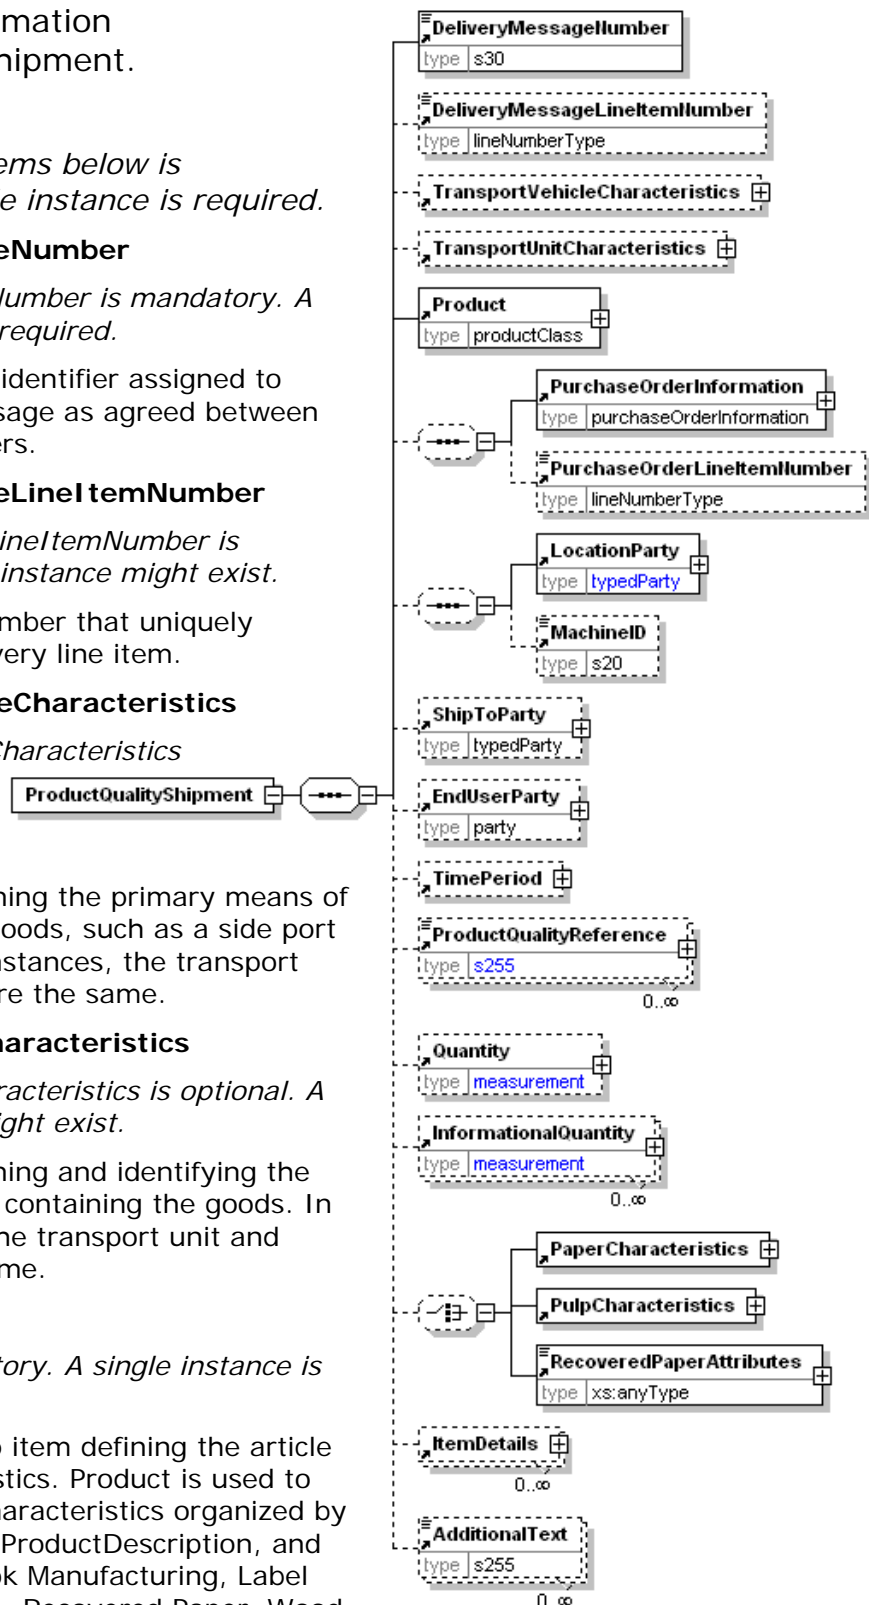 mation
hipment.
ems below is
e instance is required.
eNumber
Number is mandatory. A
required.
identifier assigned to
sage as agreed between
ers.
eLineItemNumber
ineItemNumber is
instance might exist.
mber that uniquely
very line item.
eCharacteristics
Characteristics
ProductQualityShipment
ning the primary means of
oods, such as a side port
nstances, the transport
re the same.
haracteristics
racteristics is optional. A
ight exist.
ning and identifying the
containing the goods. In
he transport unit and
me.
tory. A single instance is
o item defining the article
stics. Product is used to
haracteristics organized by
ProductDescription, and
ok Manufacturing, Label
Recovered Paper, Wood
DeliveryMessageNumber
type s30
DeliveryMessageLineItemNumber
type lineNumberType
TransportVehicleCharacteristics
TransportUnitCharacteristics
Product
type productClass
PurchaseOrderInformation
type purchaseOrderInformation
PurchaseOrderLineItemNumber
type lineNumberType
LocationParty
type typedParty
MachineID
type s20
ShipToParty
type typedParty
EndUserParty
type party
TimePeriod
ProductQualityReference
type s255
0..∞
Quantity
type measurement
InformationalQuantity
type measurement
0..∞
PaperCharacteristics
PulpCharacteristics
RecoveredPaperAttributes
type xs:anyType
ItemDetails
0..∞
AdditionalText
type s255
0..∞